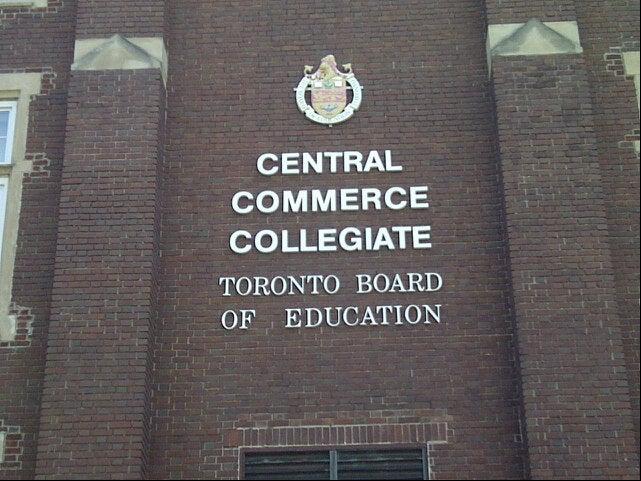 CENTRAL
COMMERCE
COLLEGIATE
TORONTO BOARD
OF EDUCATION